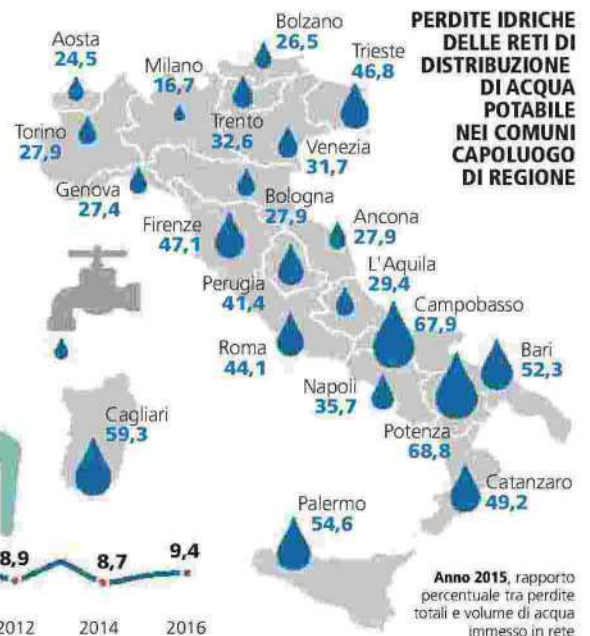 PERDITE IDRICHE
DELLE RETI DI
DISTRIBUZIONE
DI ACQUA
POTABILE
NEI COMUNI
CAPOLUOGO
DI REGIONE
Bolzano
26,5
Aosta
24,5
Milano
16,7
Trieste
46,8
Torino
27,9
Trento
32,6
Venezia
31,7
Genova
27,4
Bologna
27,9
Firenze
47,1
Ancona
27,9
Perugia
41,4
L'Aquila
29,4
Campobasso
67,9
Roma
44,1
Bari
52,3
Napoli
35,7
Cagliari
59,3
Potenza
68,8
Catanzaro
49,2
Palermo
54,6
8,9
8,7
9,4
2012
2014
2016
Anno 2015, rapporto
percentuale tra perdite
totali e volume di acqua
immesso in rete